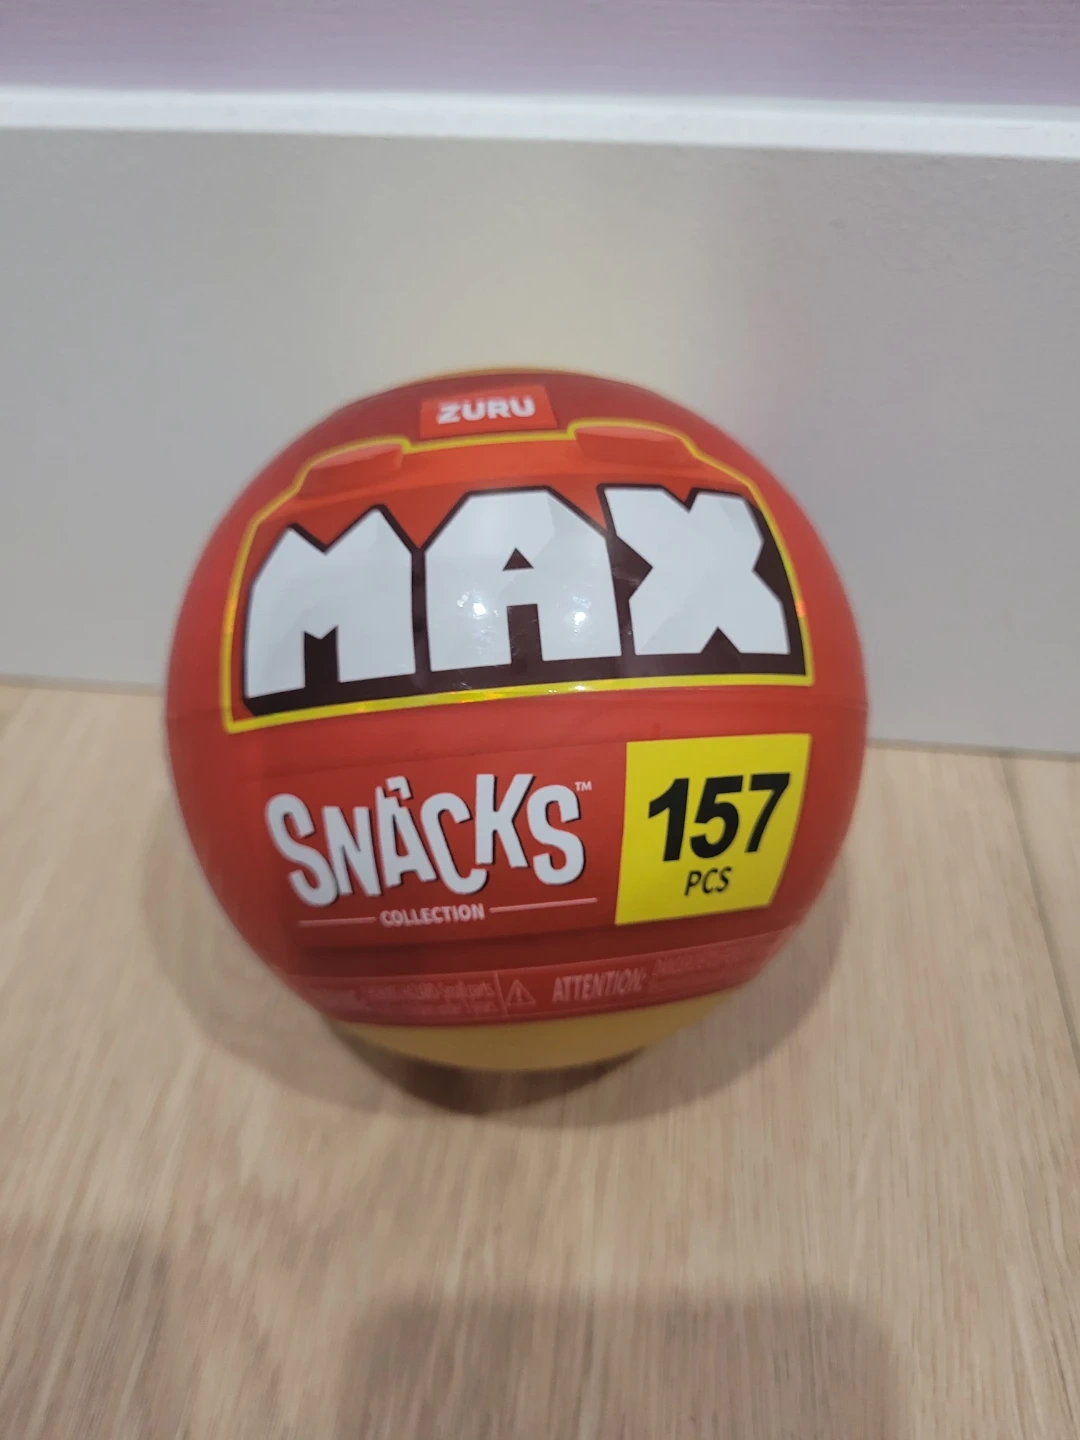 ZURU
MAX
SNACKS™
COLLECTION
157
PCS
ATTENTION: